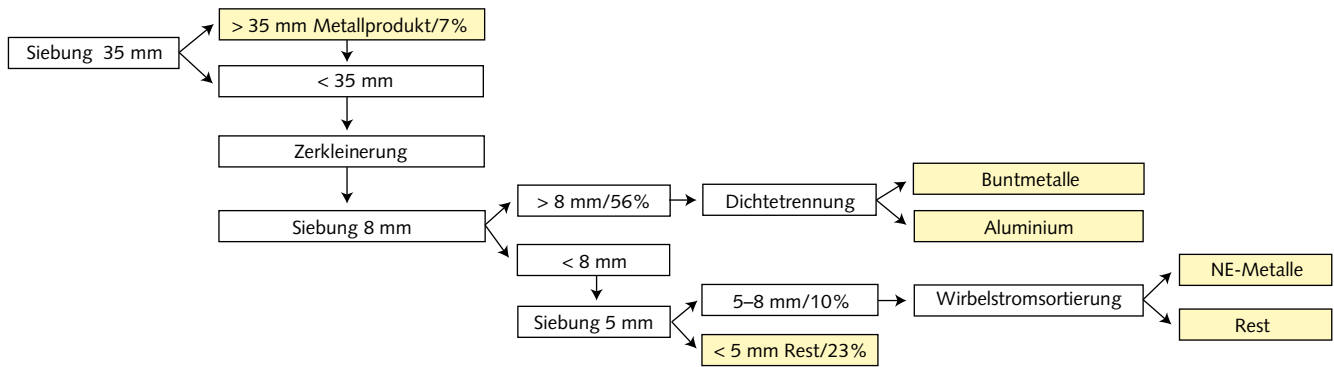 Siebung 35 mm
> 35 mm Metallprodukt/7%
< 35 mm
Zerkleinerung
Siebung 8 mm
> 8 mm/56%
Dichtetrennung
Buntmetalle
Aluminium
< 8 mm
Siebung 5 mm
5–8 mm/10%
Wirbelstromsortierung
NE-Metalle
Rest
< 5 mm Rest/23%